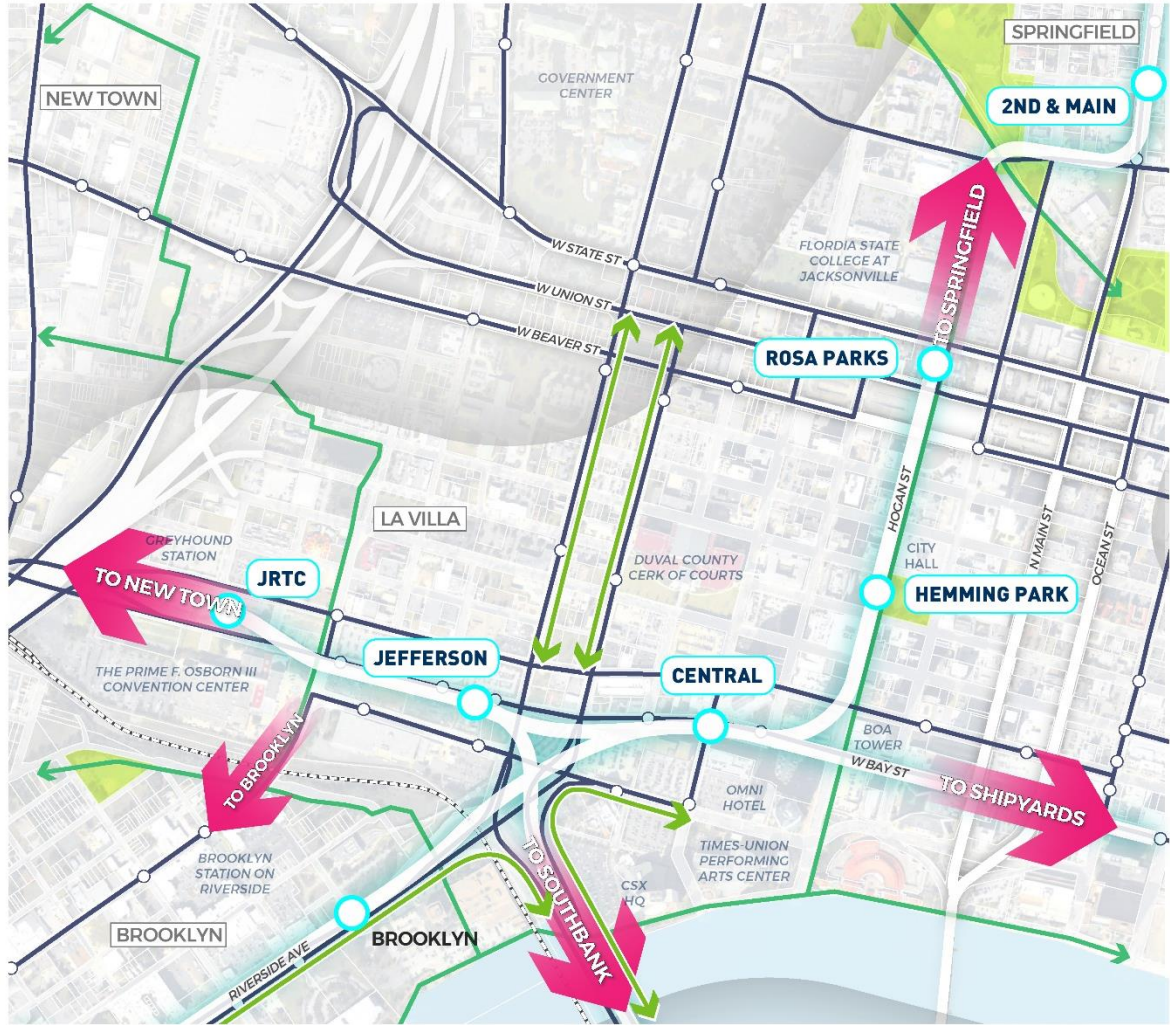 SPRINGFIELD
GOVERNMENT
CENTER
NEW TOWN
2ND & MAIN
TO SPRINGFIELD
W STATE ST
FLORDIA STATE
COLLEGE AT
JACKSONVILLE
W UNION ST
W BEAVER ST
ROSA PARKS
HOGAN ST
LA VILLA
GREYHOUND
STATION
JRTC
TO NEW TOWN
DUVAL COUNTY
CERK OF COURTS
CITY
HALL
N MAIN ST
OCEAN ST
HEMMING PARK
JEFFERSON
CENTRAL
THE PRIME F. OSBORN III
CONVENTION CENTER
TO BROOKLYN
BOA
TOWER
W BAY ST
TO SHIPYARDS
OMNI
HOTEL
TIMES-UNION
PERFORMING
ARTS CENTER
BROOKLYN
STATION ON
RIVERSIDE
TO SOUTHBANK
CSX
HQ
BROOKLYN
BROOKLYN
RIVERSIDE AVE